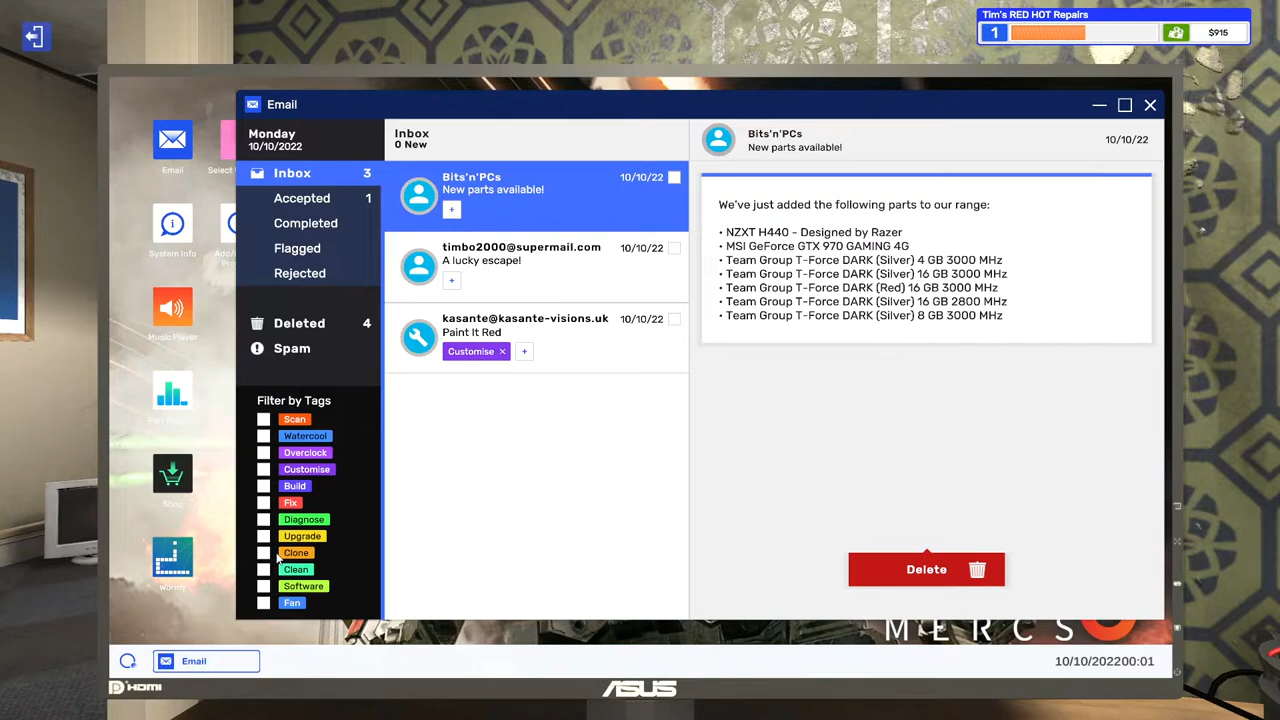 Tim's RED HOT Repairs
1
$915
Email
Monday
10/10/2022
Inbox 3
Accepted 1
Completed
Flagged
Rejected
Deleted 4
Spam
Filter by Tags
Scan
Watercool
Overclock
Customise
Build
Fix
Diagnose
Upgrade
Clone
Clean
Software
Fan
Inbox
0 New
Bits'n'PCs 10/10/22
New parts available!
+
timbo2000@supermail.com 10/10/22
A lucky escape!
+
kasante@kasante-visions.uk 10/10/22
Paint It Red
Customise × +
Bits'n'PCs
New parts available!
10/10/22
We've just added the following parts to our range:
• NZXT H440 - Designed by Razer
• MSI GeForce GTX 970 GAMING 4G
• Team Group T-Force DARK (Silver) 4 GB 3000 MHz
• Team Group T-Force DARK (Silver) 16 GB 3000 MHz
• Team Group T-Force DARK (Red) 16 GB 3000 MHz
• Team Group T-Force DARK (Silver) 16 GB 2800 MHz
• Team Group T-Force DARK (Silver) 8 GB 3000 MHz
Delete
Email
Select
System Info
Add/
Music Player
Shop
Wormy
MERCS
Email
10/10/2022 00:01
HDMI
ASUS